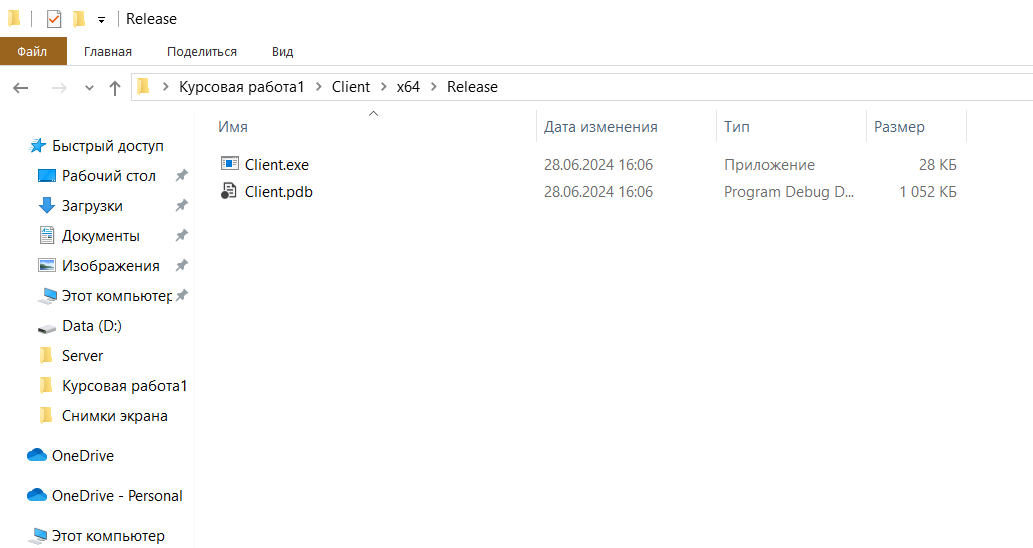 Release
Файл Главная Поделиться Вид
Курсовая работа1 Client x64 Release
Имя Дата изменения Тип Размер
Client.exe 28.06.2024 16:06 Приложение 28 КБ
Client.pdb 28.06.2024 16:06 Program Debug D... 1 052 КБ
Быстрый доступ
Рабочий стол
Загрузки
Документы
Изображения
Этот компьютер
Data (D:)
Server
Курсовая работа1
Снимки экрана
OneDrive
OneDrive - Personal
Этот компьютер